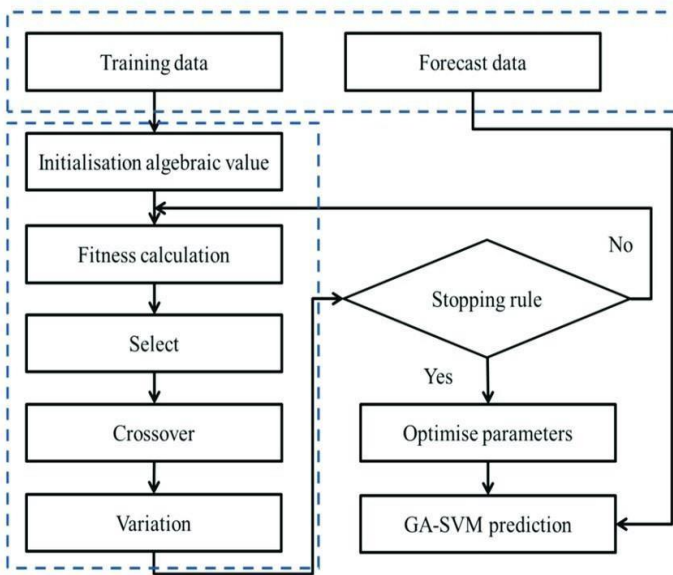 Training data
Forecast data
Initialisation algebraic value
Fitness calculation
No
Stopping rule
Select
Yes
Crossover
Optimise parameters
Variation
GA-SVM prediction